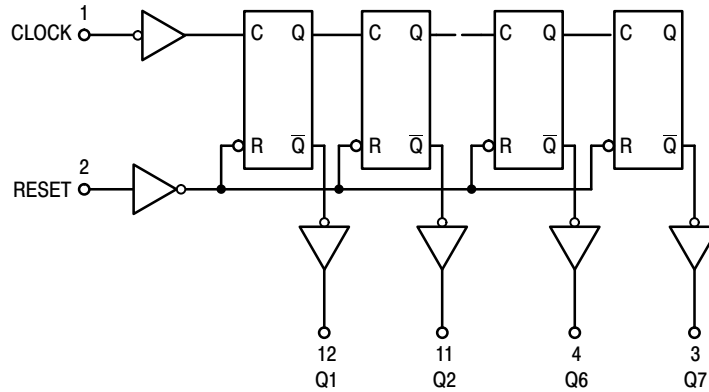 1
CLOCK
C Q C Q C Q C Q
R Q̅ R Q̅ R Q̅ R Q̅
2
RESET
12 11 4 3
Q1 Q2 Q6 Q7